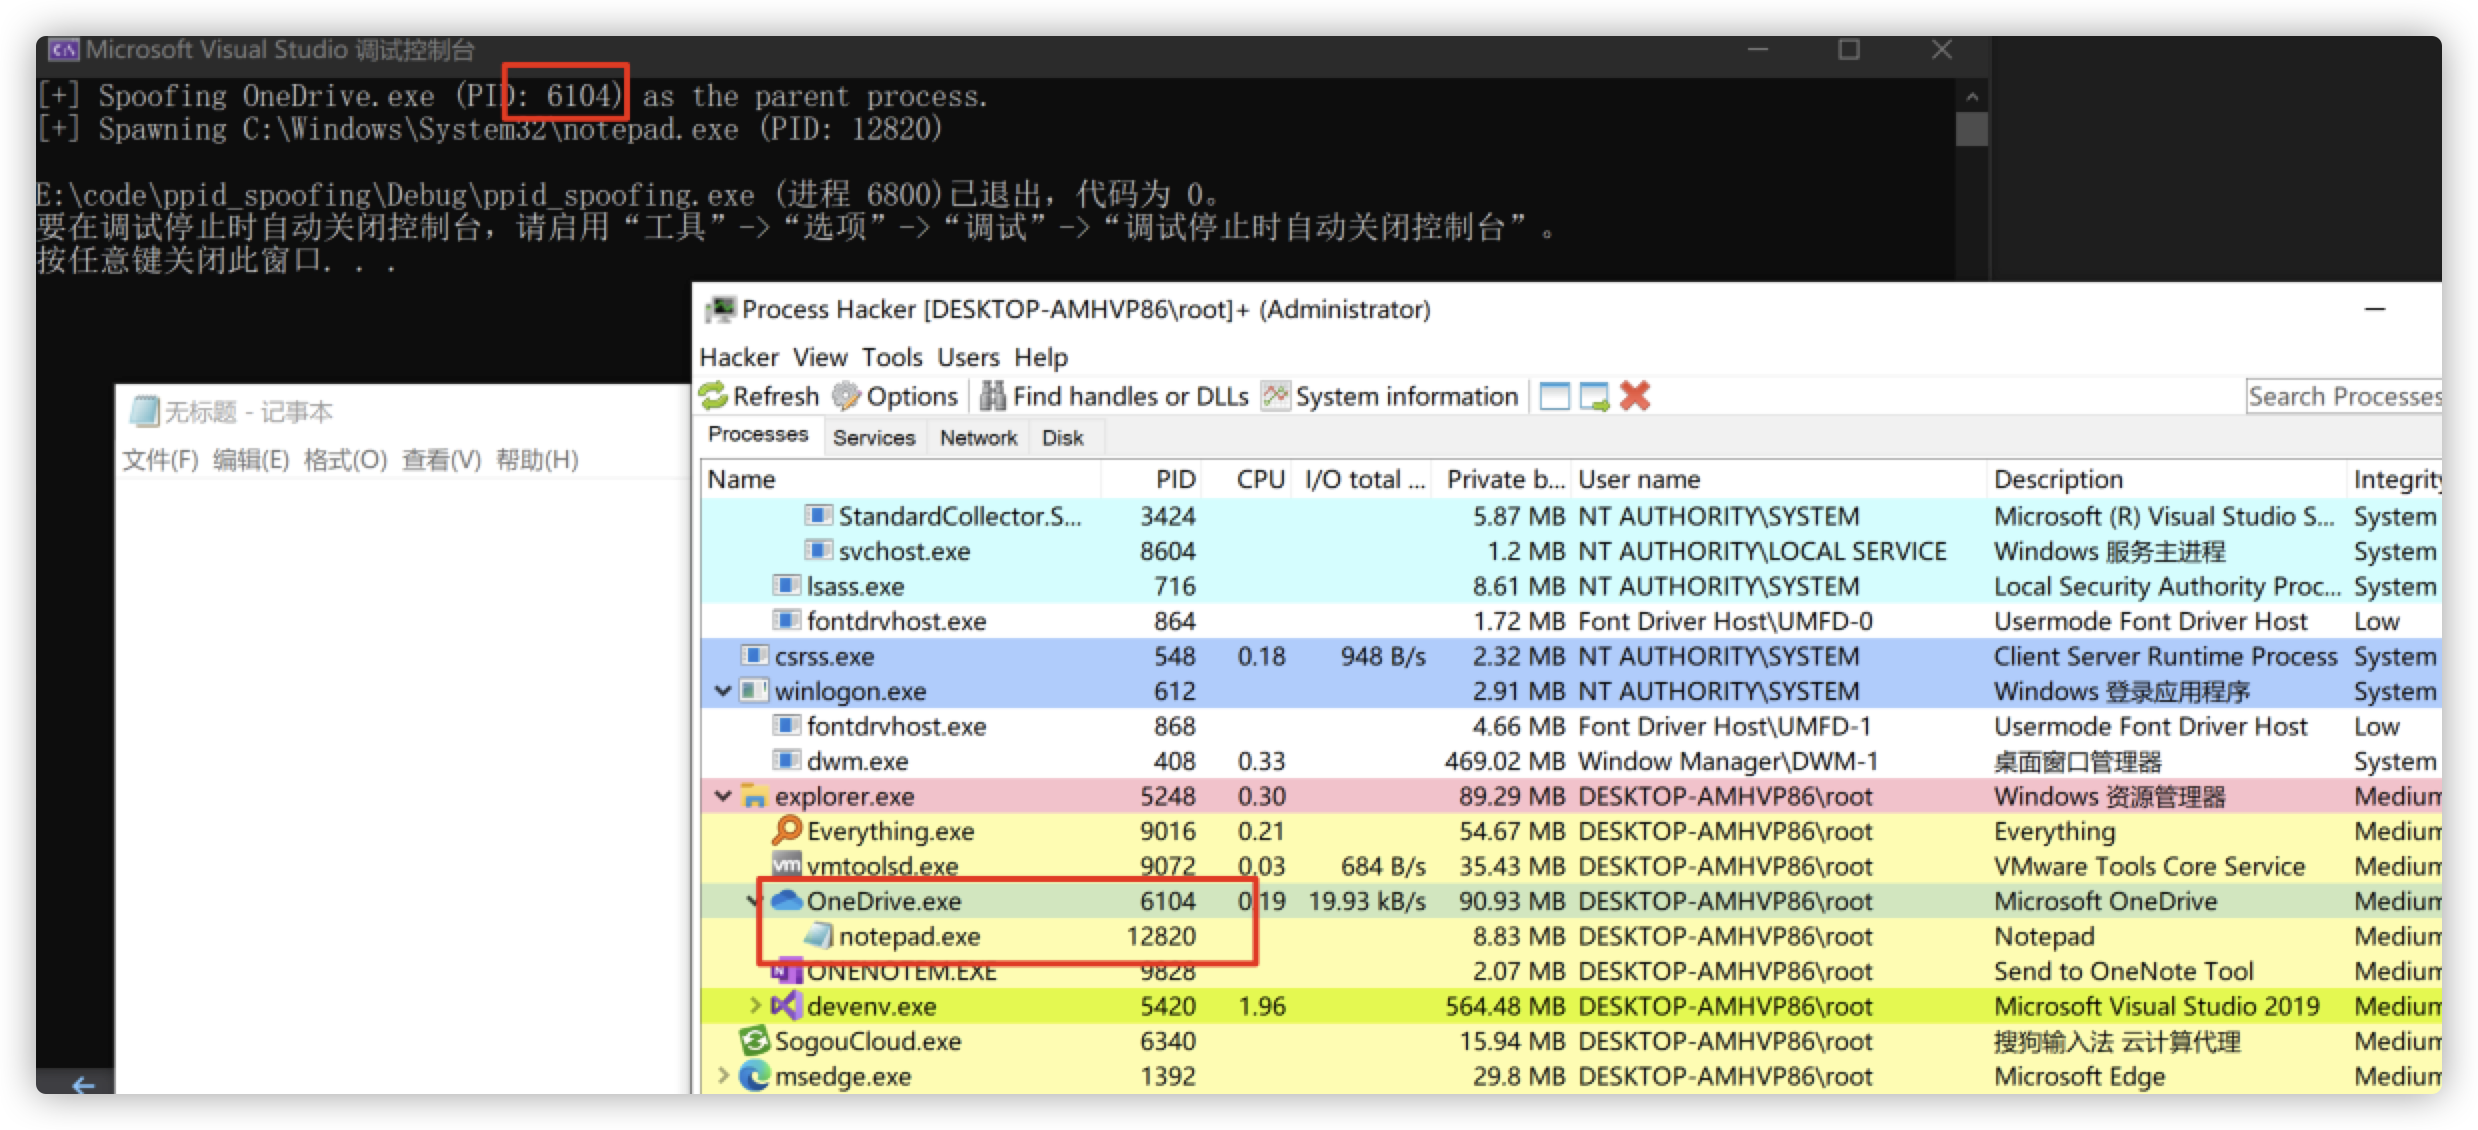 Microsoft Visual Studio 调试控制台
[+] Spoofing OneDrive.exe (PID: 6104) as the parent process.
[+] Spawning C:\Windows\System32\notepad.exe (PID: 12820)
E:\code\ppid_spoofing\Debug\ppid_spoofing.exe (进程 6800)已退出，代码为 0。
要在调试停止时自动关闭控制台，请启用“工具”->“选项”->“调试”->“调试停止时自动关闭控制台”。
按任意键关闭此窗口. . .
无标题 - 记事本
文件(F) 编辑(E) 格式(O) 查看(V) 帮助(H)
Process Hacker [DESKTOP-AMHVP86\root]+ (Administrator)
Hacker View Tools Users Help
Refresh Options Find handles or DLLs System information Search Processes
Processes Services Network Disk
Name PID CPU I/O total ... Private b... User name Description Integrity
StandardCollector.S... 3424 5.87 MB NT AUTHORITY\SYSTEM Microsoft (R) Visual Studio S... System
svchost.exe 8604 1.2 MB NT AUTHORITY\LOCAL SERVICE Windows 服务主进程 System
lsass.exe 716 8.61 MB NT AUTHORITY\SYSTEM Local Security Authority Proc... System
fontdrvhost.exe 864 1.72 MB Font Driver Host\UMFD-0 Usermode Font Driver Host Low
csrss.exe 548 0.18 948 B/s 2.32 MB NT AUTHORITY\SYSTEM Client Server Runtime Process System
winlogon.exe 612 2.91 MB NT AUTHORITY\SYSTEM Windows 登录应用程序 System
fontdrvhost.exe 868 4.66 MB Font Driver Host\UMFD-1 Usermode Font Driver Host Low
dwm.exe 408 0.33 469.02 MB Window Manager\DWM-1 桌面窗口管理器 System
explorer.exe 5248 0.30 89.29 MB DESKTOP-AMHVP86\root Windows 资源管理器 Medium
Everything.exe 9016 0.21 54.67 MB DESKTOP-AMHVP86\root Everything Medium
vmtoolsd.exe 9072 0.03 684 B/s 35.43 MB DESKTOP-AMHVP86\root VMware Tools Core Service Medium
OneDrive.exe 6104 0.19 19.93 kB/s 90.93 MB DESKTOP-AMHVP86\root Microsoft OneDrive Medium
notepad.exe 12820 8.83 MB DESKTOP-AMHVP86\root Notepad Medium
ONENOTEM.EXE 9828 2.07 MB DESKTOP-AMHVP86\root Send to OneNote Tool Medium
devenv.exe 5420 1.96 564.48 MB DESKTOP-AMHVP86\root Microsoft Visual Studio 2019 Medium
SogouCloud.exe 6340 15.94 MB DESKTOP-AMHVP86\root 搜狗输入法 云计算代理 Medium
msedge.exe 1392 29.8 MB DESKTOP-AMHVP86\root Microsoft Edge Medium